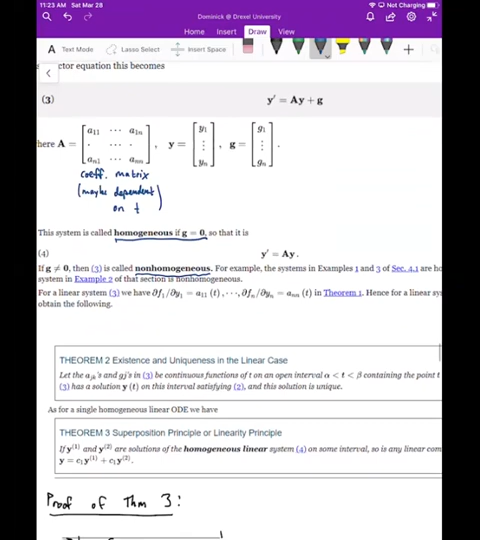 11:23 AM Sat Mar 28
Not Charging
Dominick @ Drexel University
Home Insert Draw View
Text Mode Lasso Select Insert Space
ctor equation this becomes
(3) y′ = Ay + g
here A = [a11 ⋯ a1n; · ⋯ ·; an1 ⋯ ann], y = [y1 ⋮ yn], g = [g1 ⋮ gn].
coeff. matrix
(maybe dependent
on t)
This system is called homogeneous if g = 0, so that it is
(4) y′ = Ay.
If g ≠ 0, then (3) is called nonhomogeneous. For example, the systems in Examples 1 and 3 of Sec. 4.1 are ho
system in Example 2 of that section is nonhomogeneous.
For a linear system (3) we have ∂f1/∂y1 = a11 (t), ⋯, ∂fn/∂yn = ann (t) in Theorem 1. Hence for a linear sy
obtain the following.
THEOREM 2 Existence and Uniqueness in the Linear Case
Let the ajk's and gj's in (3) be continuous functions of t on an open interval α < t < β containing the point t
(3) has a solution y (t) on this interval satisfying (2), and this solution is unique.
As for a single homogeneous linear ODE we have
THEOREM 3 Superposition Principle or Linearity Principle
If y(1) and y(2) are solutions of the homogeneous linear system (4) on some interval, so is any linear com
y = c1y(1) + c1y(2).
Proof of Thm 3: